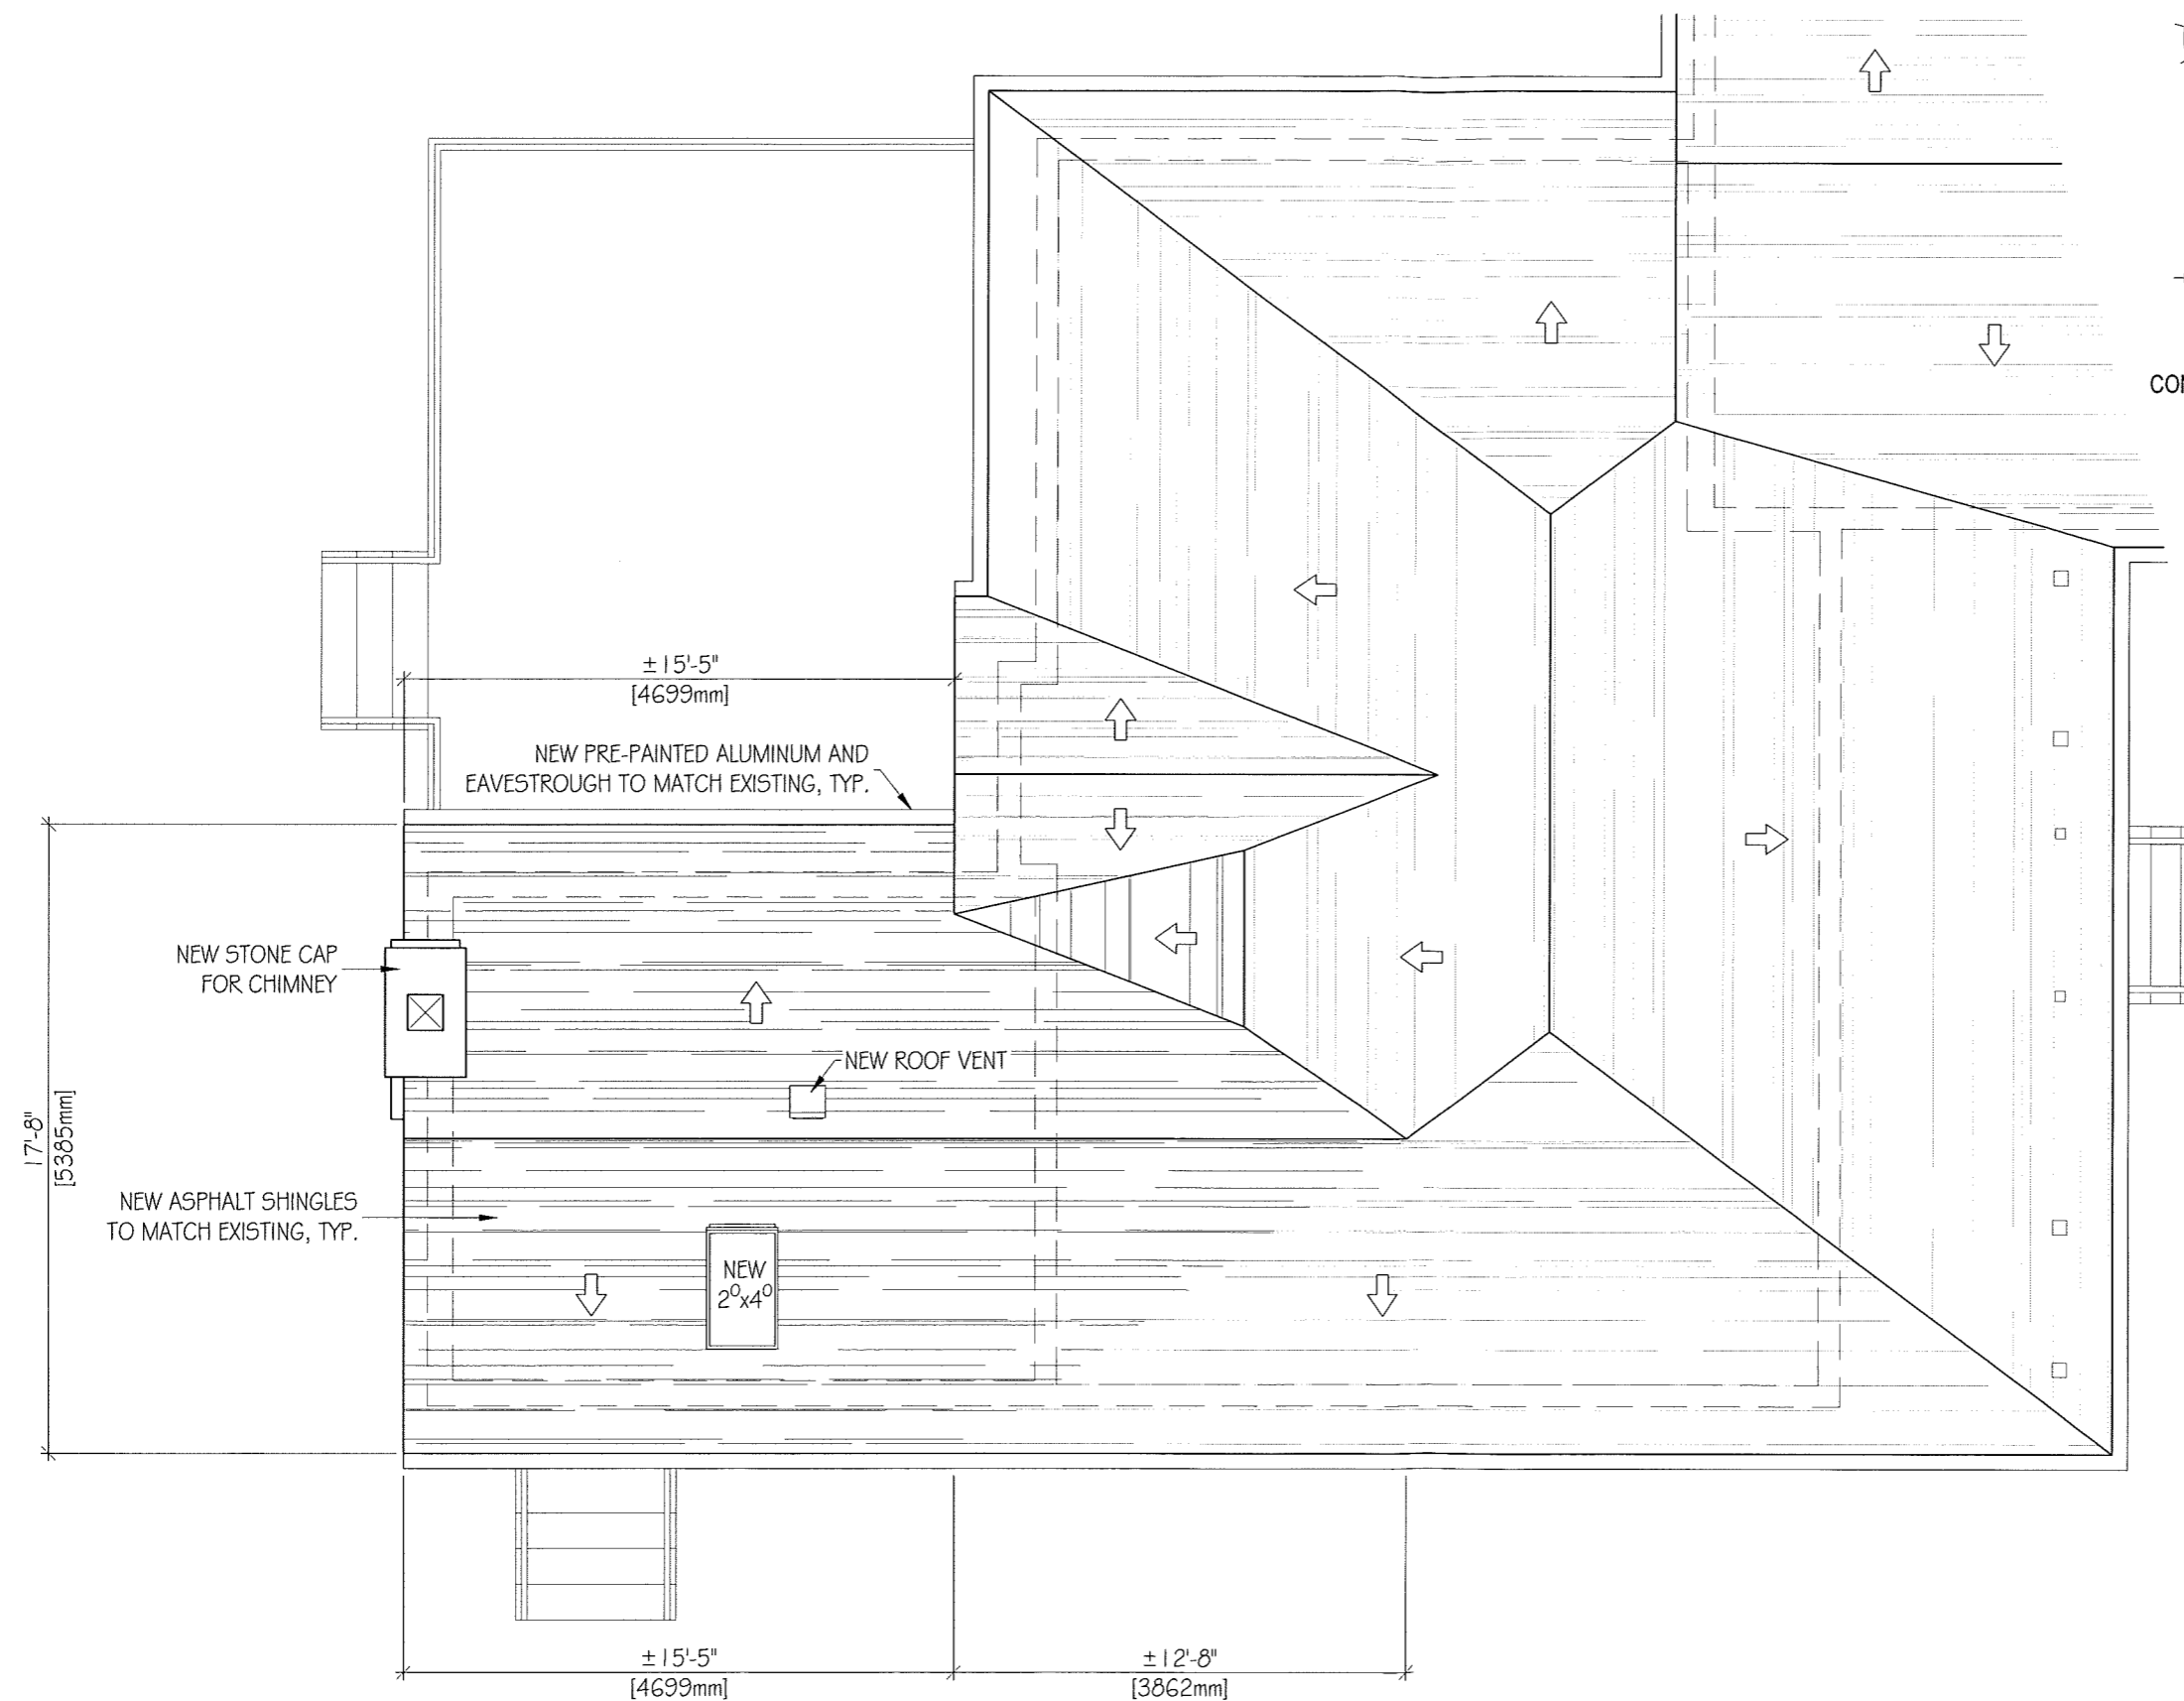 ±15'-5"
[4699mm]
NEW PRE-PAINTED ALUMINUM AND
EAVESTROUGH TO MATCH EXISTING, TYP.
NEW STONE CAP
FOR CHIMNEY
NEW ROOF VENT
17'-8"
[5385mm]
NEW ASPHALT SHINGLES
TO MATCH EXISTING, TYP.
NEW
2⁰x4⁰
±15'-5"
[4699mm]
±12'-8"
[3862mm]